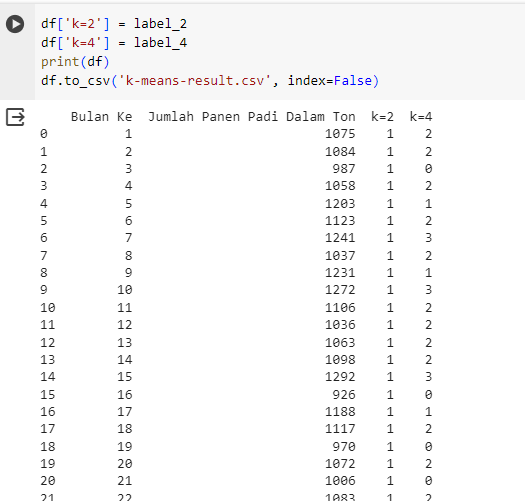 df['k=2'] = label_2
df['k=4'] = label_4
print(df)
df.to_csv('k-means-result.csv', index=False)
Bulan Ke Jumlah Panen Padi Dalam Ton k=2 k=4
0 1 1075 1 2
1 2 1084 1 2
2 3 987 1 0
3 4 1058 1 2
4 5 1203 1 1
5 6 1123 1 2
6 7 1241 1 3
7 8 1037 1 2
8 9 1231 1 1
9 10 1272 1 3
10 11 1106 1 2
11 12 1036 1 2
12 13 1063 1 2
13 14 1098 1 2
14 15 1292 1 3
15 16 926 1 0
16 17 1188 1 1
17 18 1117 1 2
18 19 970 1 0
19 20 1072 1 2
20 21 1006 1 0
21 22 1083 1 2